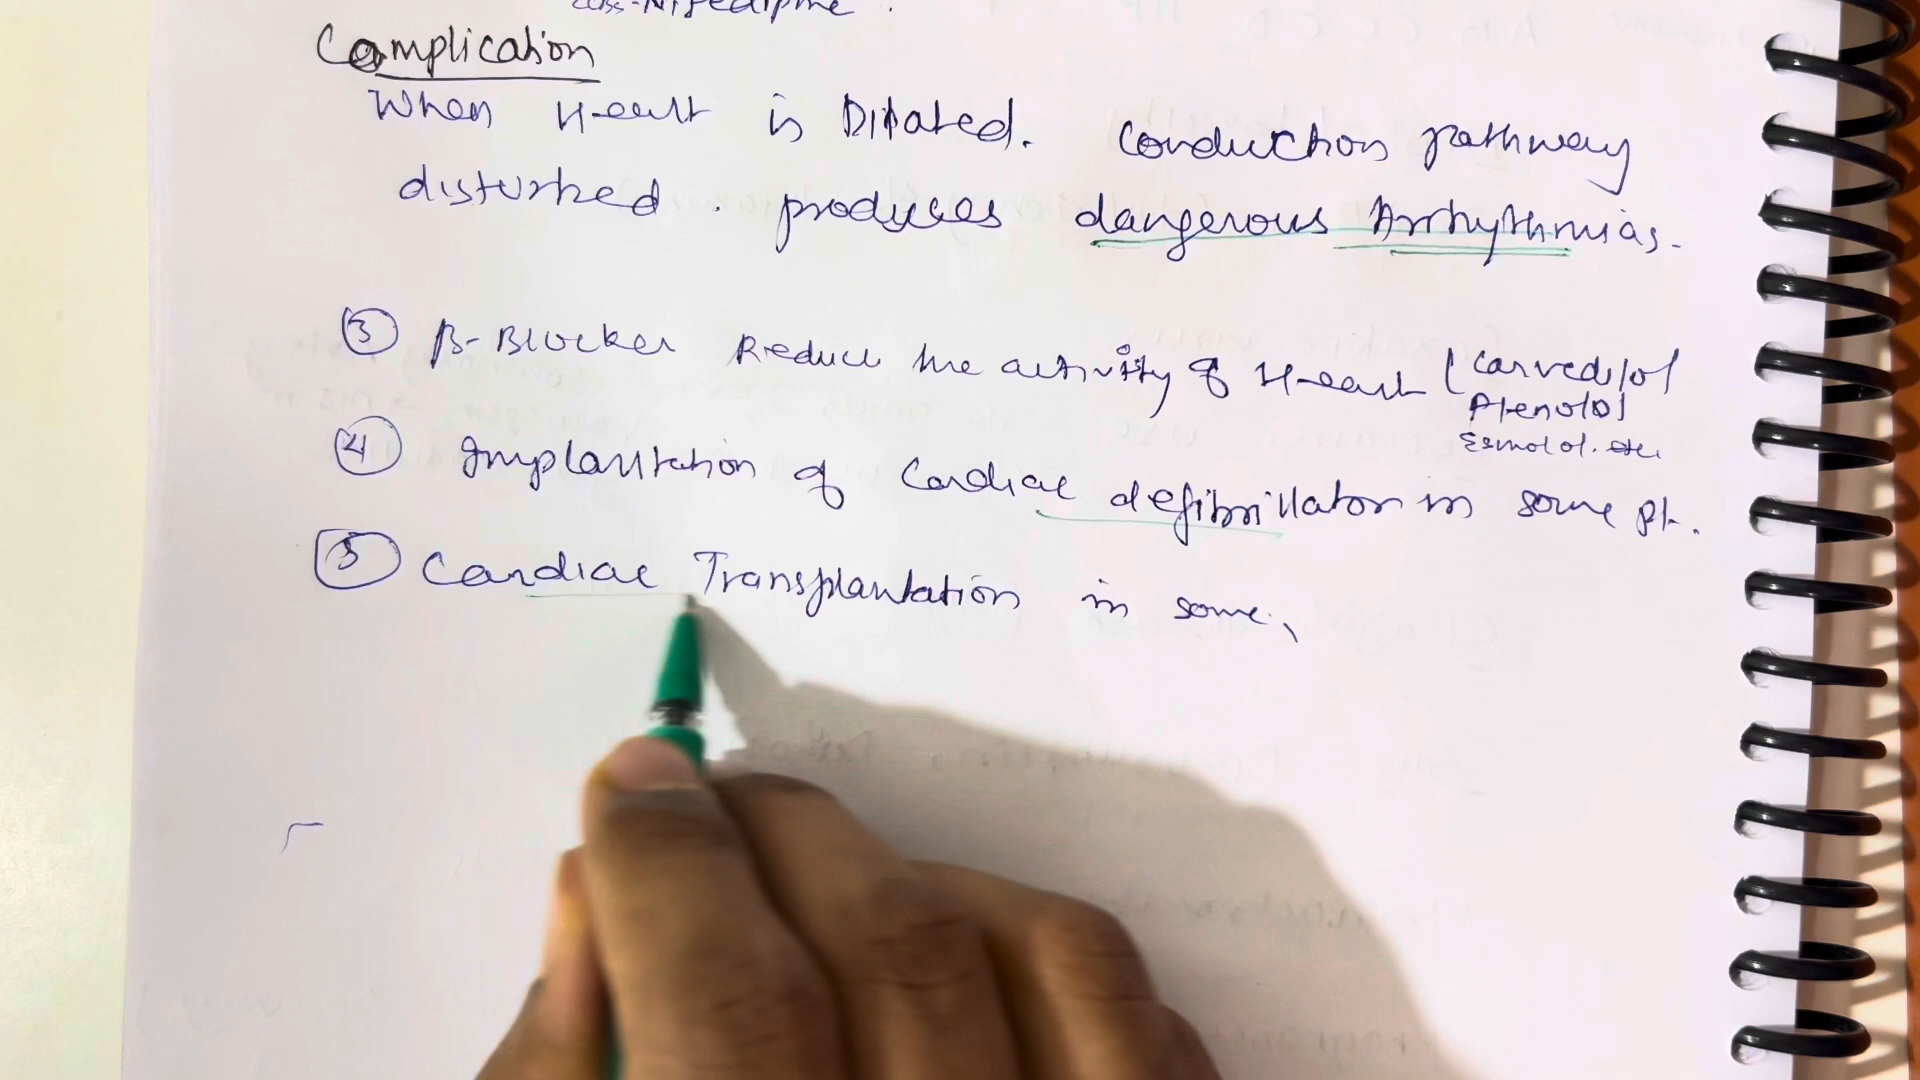 Nifedipine.
Complication
When Heart is Dilated. Conduction pathway
disturbed. produces dangerous Arrhythmias.
③ β-Blocker Reduce the activity of Heart (Carvedilol
Atenolol
Esmolol. etc
④ Implantation of Cardiac defibrillator in some pt.
⑤ Cardiac Transplantation in some.